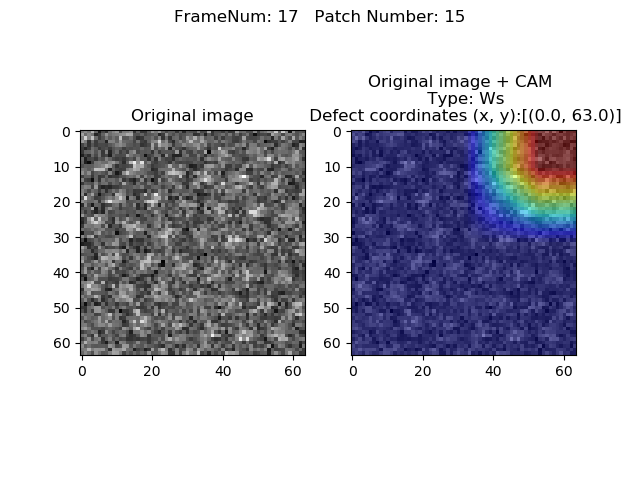 FrameNum: 17   Patch Number: 15
Original image
Original image + CAM
Type: Ws
Defect coordinates (x, y):[(0.0, 63.0)]
0
10
20
30
40
50
60
0 20 40 60
0
10
20
30
40
50
60
0 20 40 60